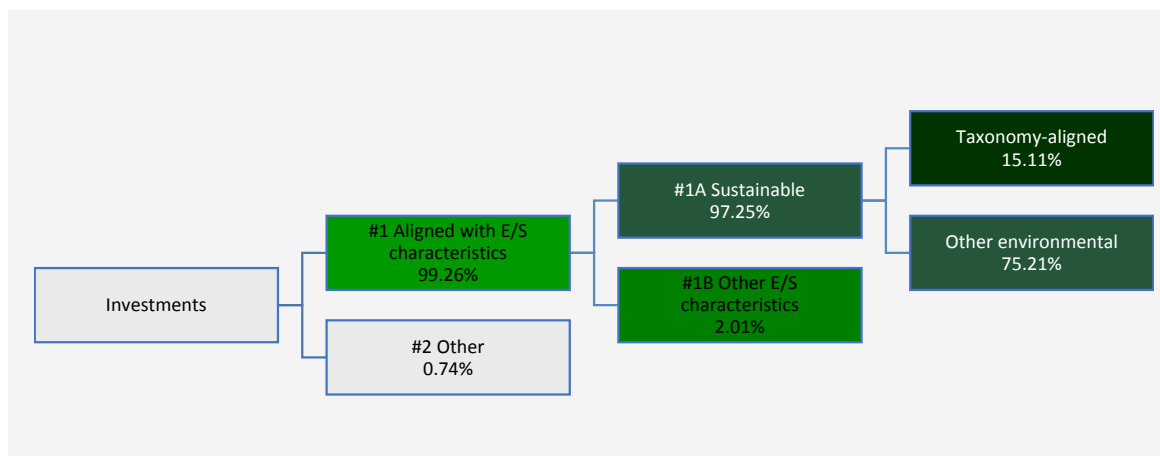 Investments
#1 Aligned with E/S
characteristics
99.26%
#2 Other
0.74%
#1A Sustainable
97.25%
#1B Other E/S
characteristics
2.01%
Taxonomy-aligned
15.11%
Other environmental
75.21%